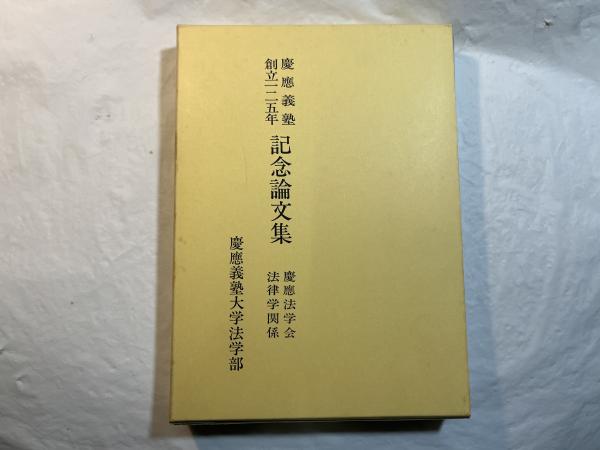 慶應義塾
創立一二五年
記念論文集
慶應法学会
法律学関係
慶應義塾大学法学部